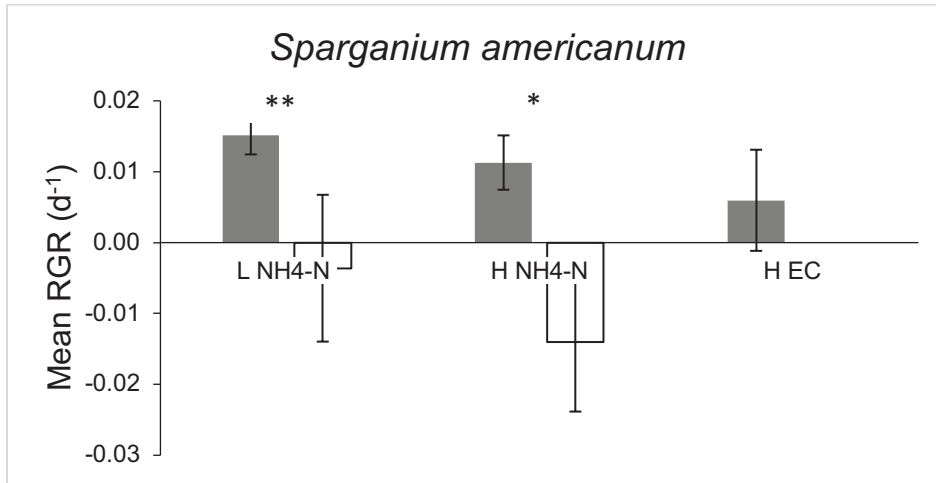 Sparganium americanum
Mean RGR (d-1)
0.02
0.01
0.00
-0.01
-0.02
-0.03
**
*
L NH4-N
H NH4-N
H EC